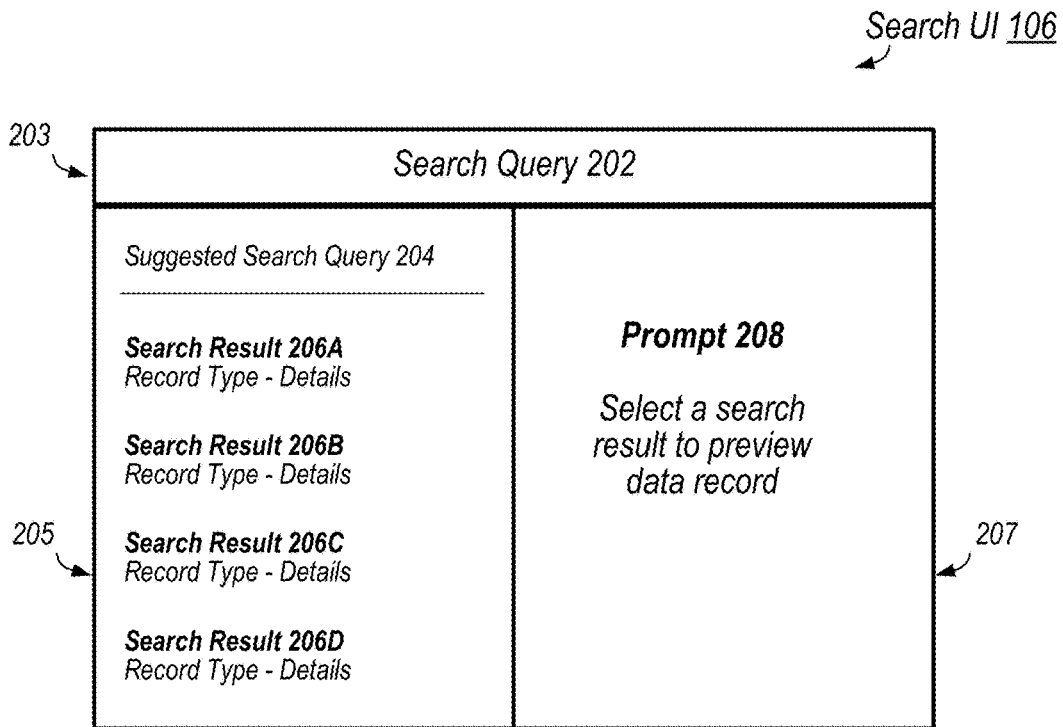 Search UI 106
203
Search Query 202
Suggested Search Query 204
Search Result 206A
Record Type - Details
Search Result 206B
Record Type - Details
Search Result 206C
Record Type - Details
Search Result 206D
Record Type - Details
205
Prompt 208
Select a search
result to preview
data record
207